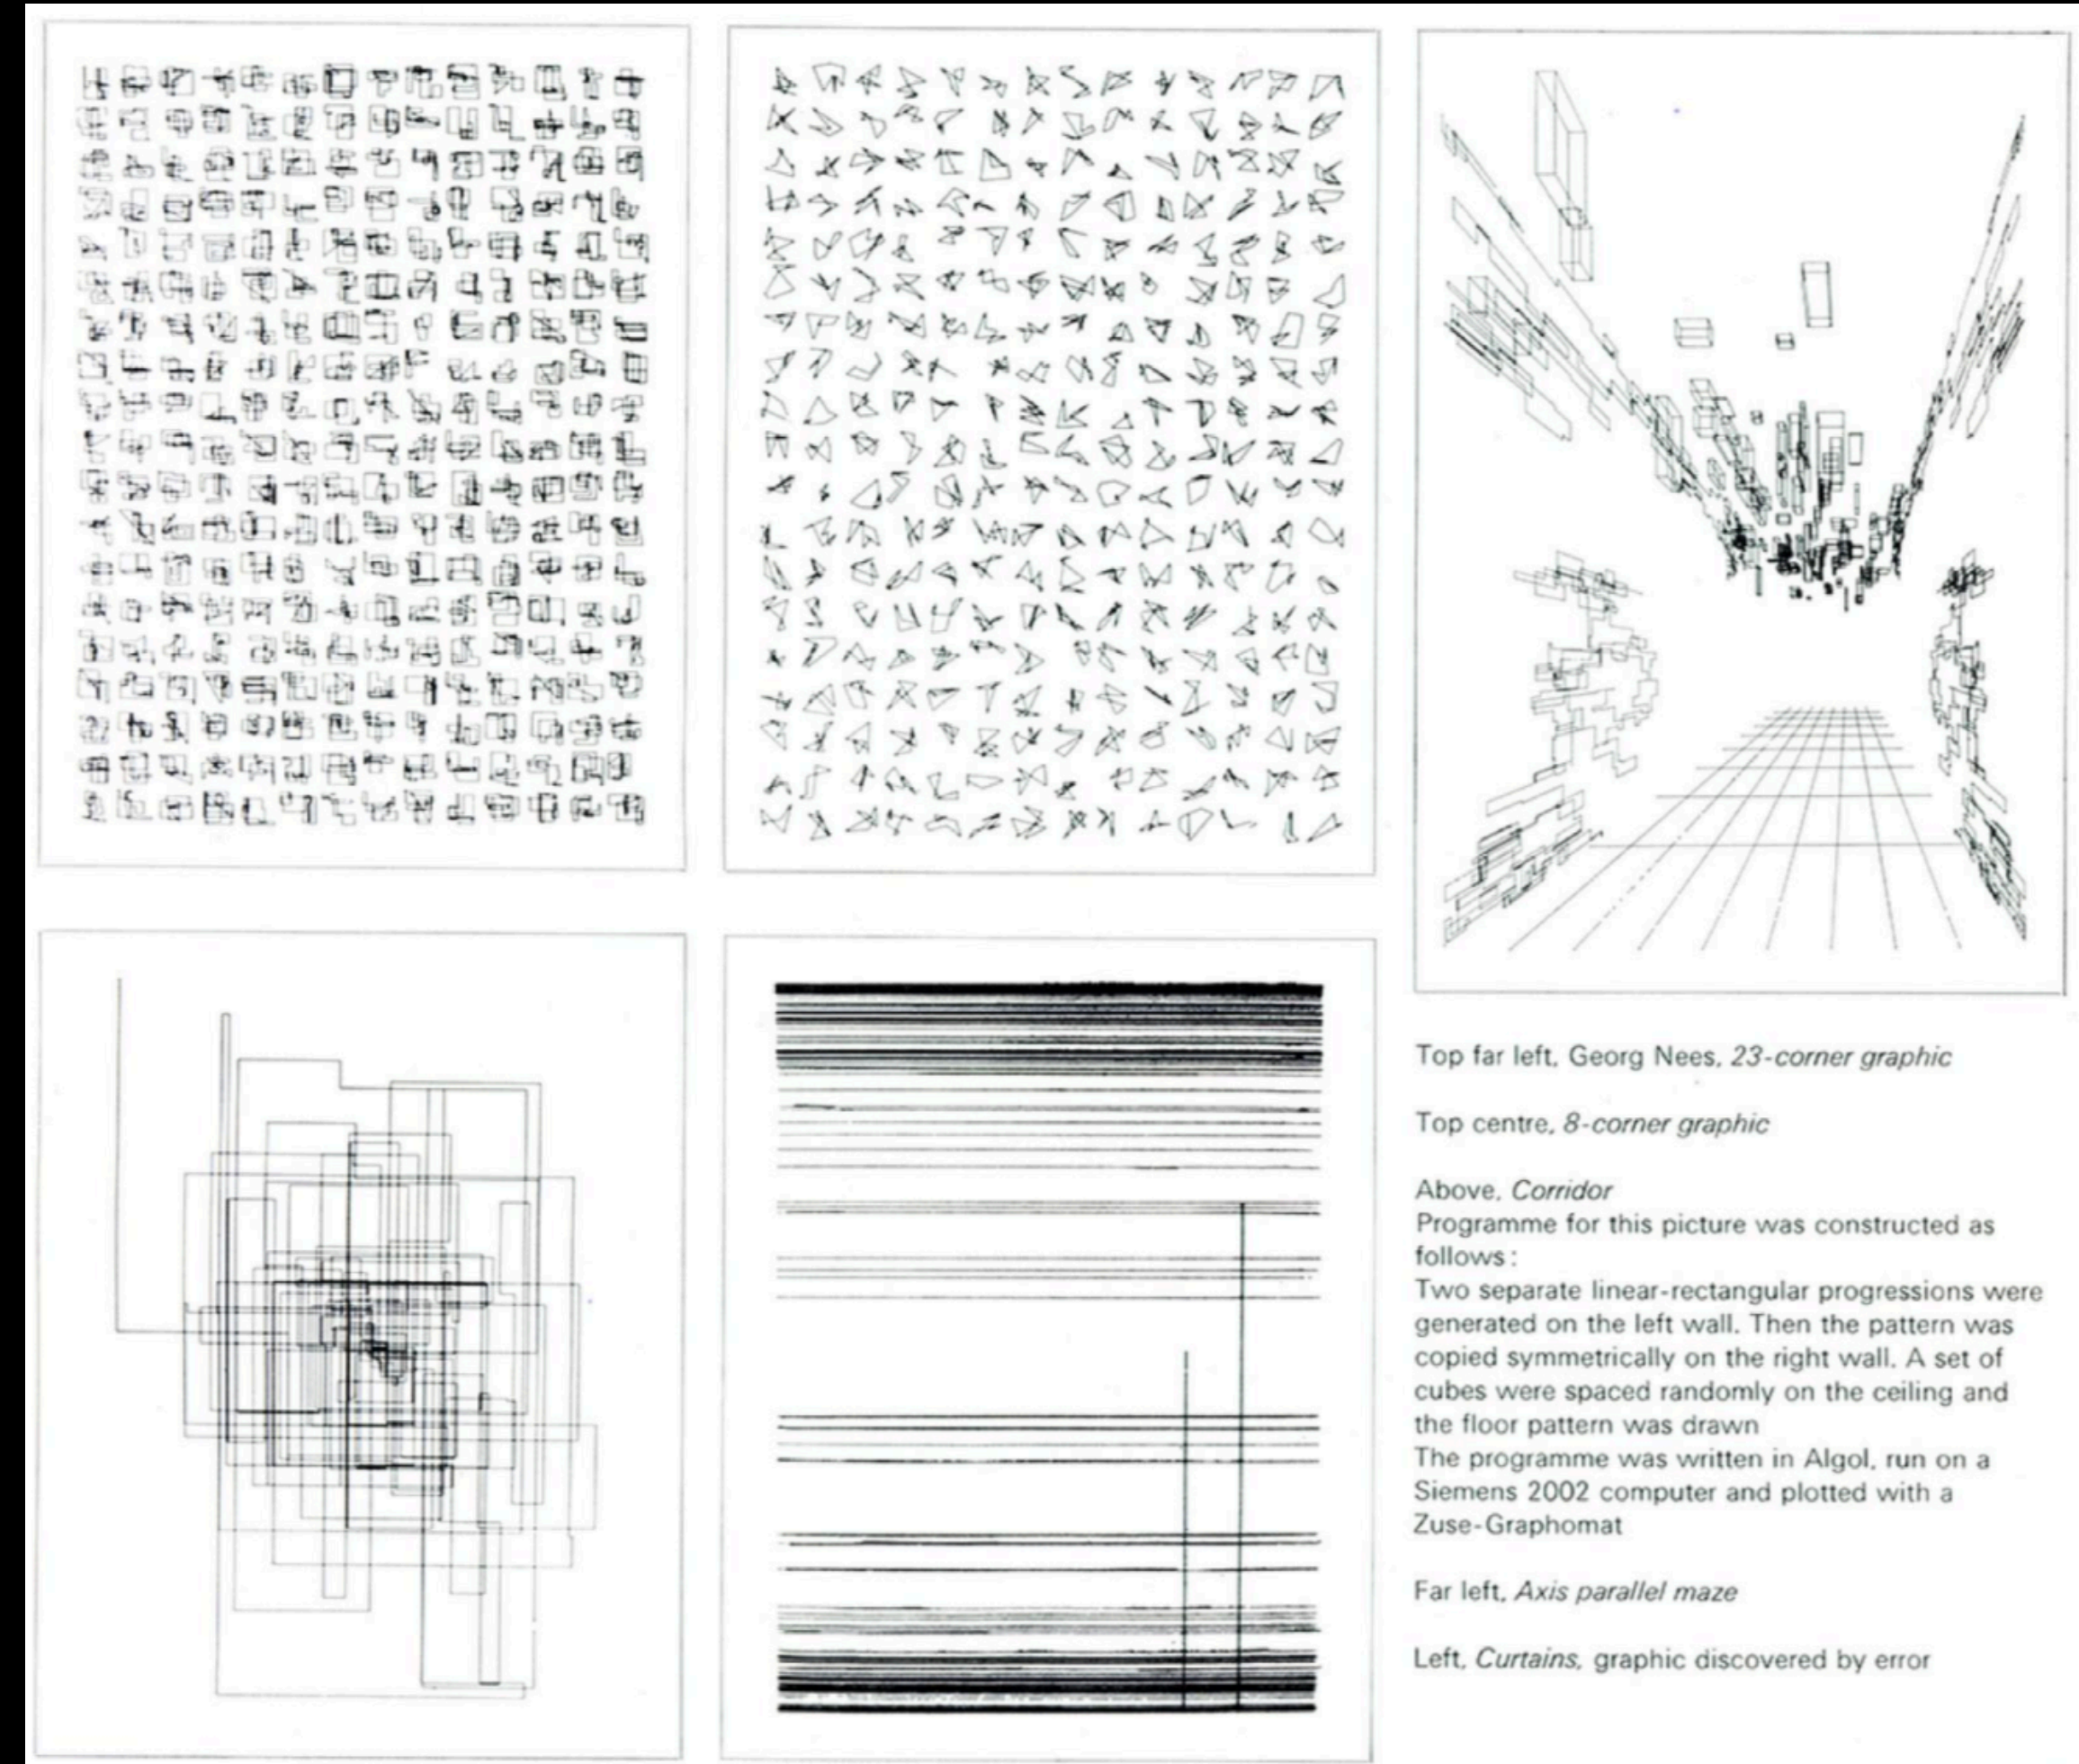 Top far left, Georg Nees, 23-corner graphic
Top centre, 8-corner graphic
Above, Corridor
Programme for this picture was constructed as
follows:
Two separate linear-rectangular progressions were
generated on the left wall. Then the pattern was
copied symmetrically on the right wall. A set of
cubes were spaced randomly on the ceiling and
the floor pattern was drawn
The programme was written in Algol, run on a
Siemens 2002 computer and plotted with a
Zuse-Graphomat
Far left, Axis parallel maze
Left, Curtains, graphic discovered by error